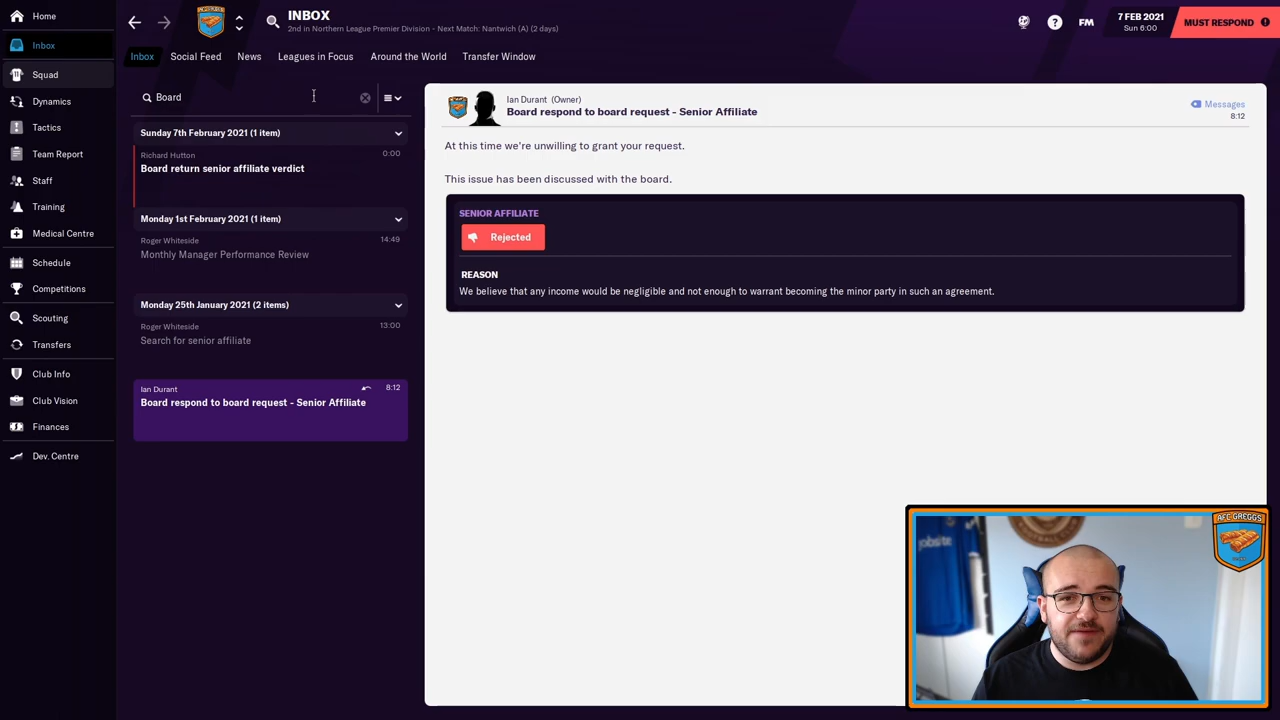 Home
Inbox
Squad
Dynamics
Tactics
Team Report
Staff
Training
Medical Centre
Schedule
Competitions
Scouting
Transfers
Club Info
Club Vision
Finances
Dev. Centre
INBOX
2nd in Northern League Premier Division - Next Match: Nantwich (A) (2 days)
FM
7 FEB 2021
Sun 6:00
MUST RESPOND
Inbox
Social Feed
News
Leagues in Focus
Around the World
Transfer Window
Board
Sunday 7th February 2021 (1 item)
Richard Hutton 0:00
Board return senior affiliate verdict
Monday 1st February 2021 (1 item)
Roger Whiteside 14:49
Monthly Manager Performance Review
Monday 25th January 2021 (2 items)
Roger Whiteside 13:00
Search for senior affiliate
Ian Durant 8:12
Board respond to board request - Senior Affiliate
Ian Durant (Owner)
Board respond to board request - Senior Affiliate
Messages
8:12
At this time we're unwilling to grant your request.
This issue has been discussed with the board.
SENIOR AFFILIATE
Rejected
REASON
We believe that any income would be negligible and not enough to warrant becoming the minor party in such an agreement.
jobsite
AFC GREGGS